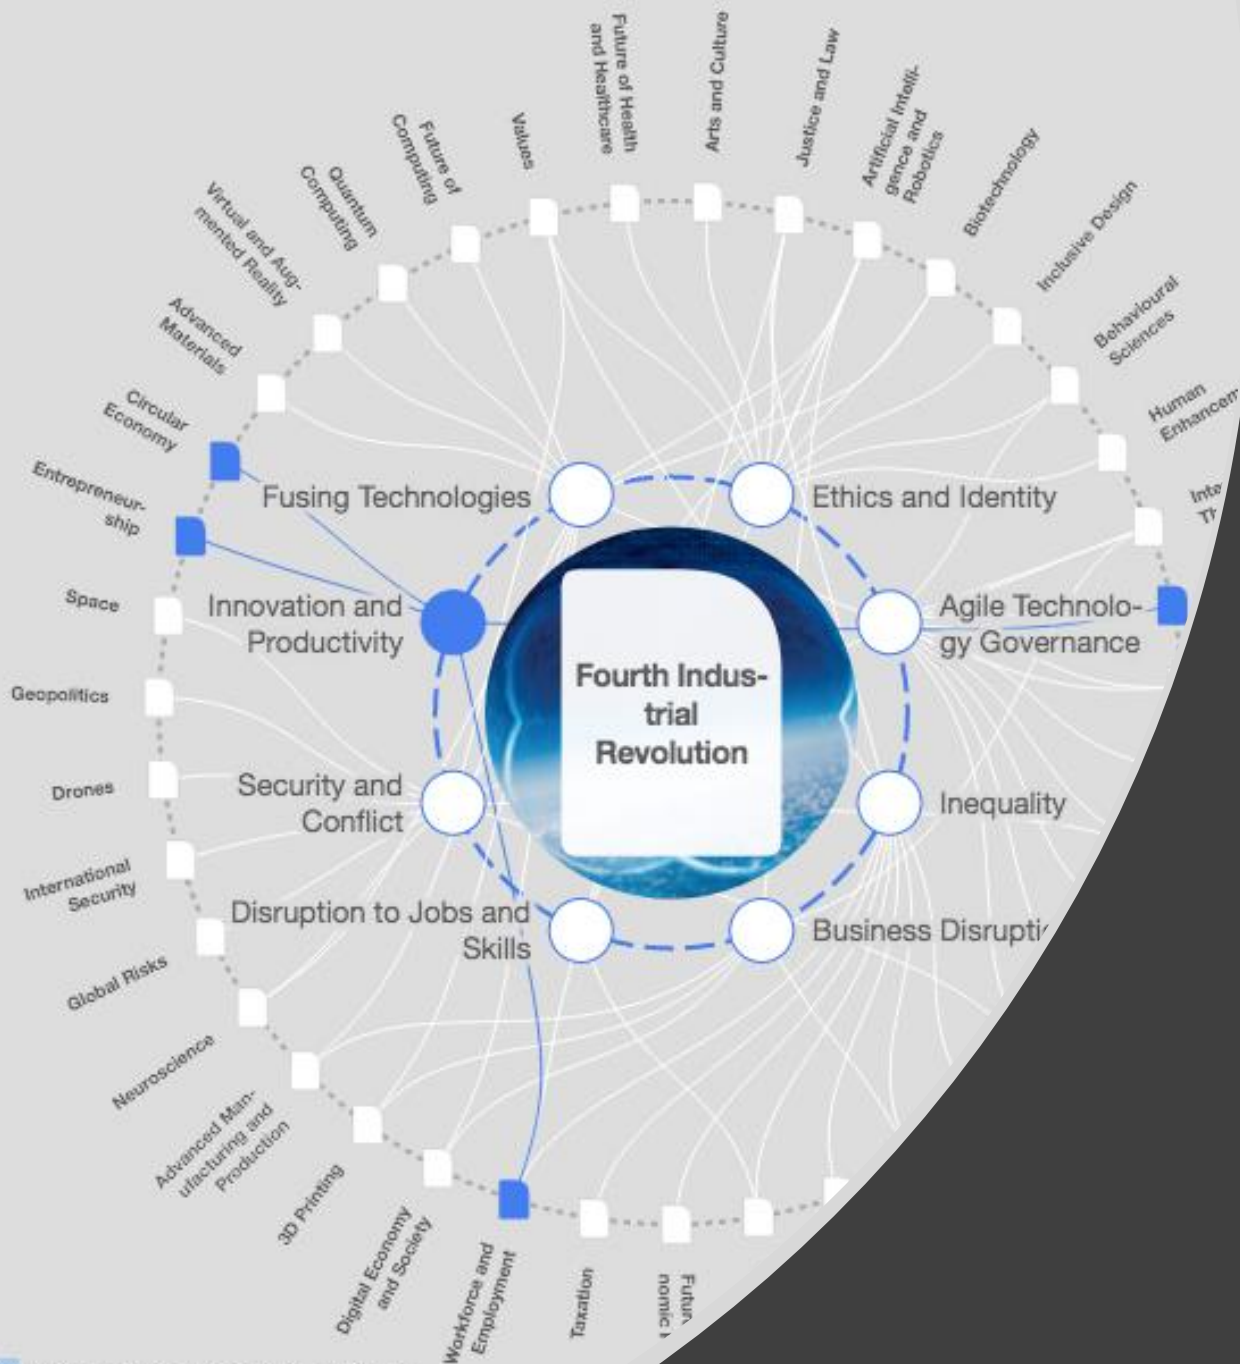 Future of Health
and Healthcare
Arts and Culture
Justice and Law
Artificial Intelli-
gence and
Robotics
Biotechnology
Inclusive Design
Behavioural
Sciences
Human
Values
Future of
Computing
Quantum
Computing
Virtual and Aug-
mented Reality
Advanced
Materials
Circular
Economy
Entrepreneur-
ship
Space
Geopolitics
Drones
International
Security
Global Risks
Neuroscience
Advanced Man-
ufacturing and
Production
3D Printing
Digital Economy
and Society
Workforce and
Employment
Taxation
Fusing Technologies
Ethics and Identity
Innovation and
Productivity
Agile Technolo-
gy Governance
Security and
Conflict
Inequality
Disruption to Jobs and
Skills
Business
Fourth Indus-
trial
Revolution